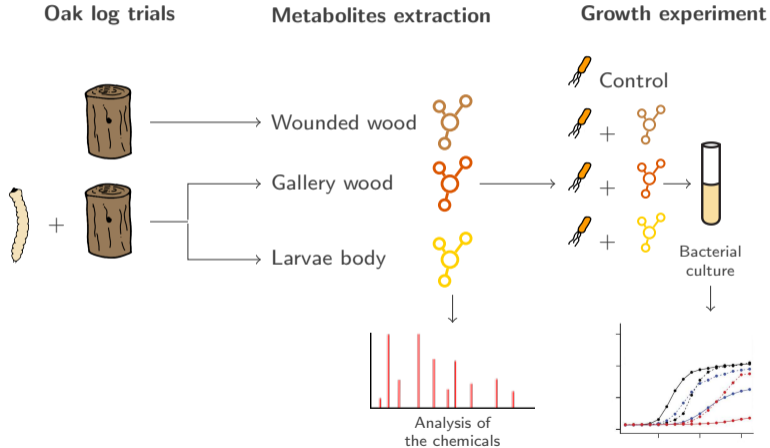 Oak log trials
Metabolites extraction
Growth experiment
Control
Wounded wood
+
Gallery wood
+
+
Larvae body
+
Bacterial
culture
Analysis of
the chemicals